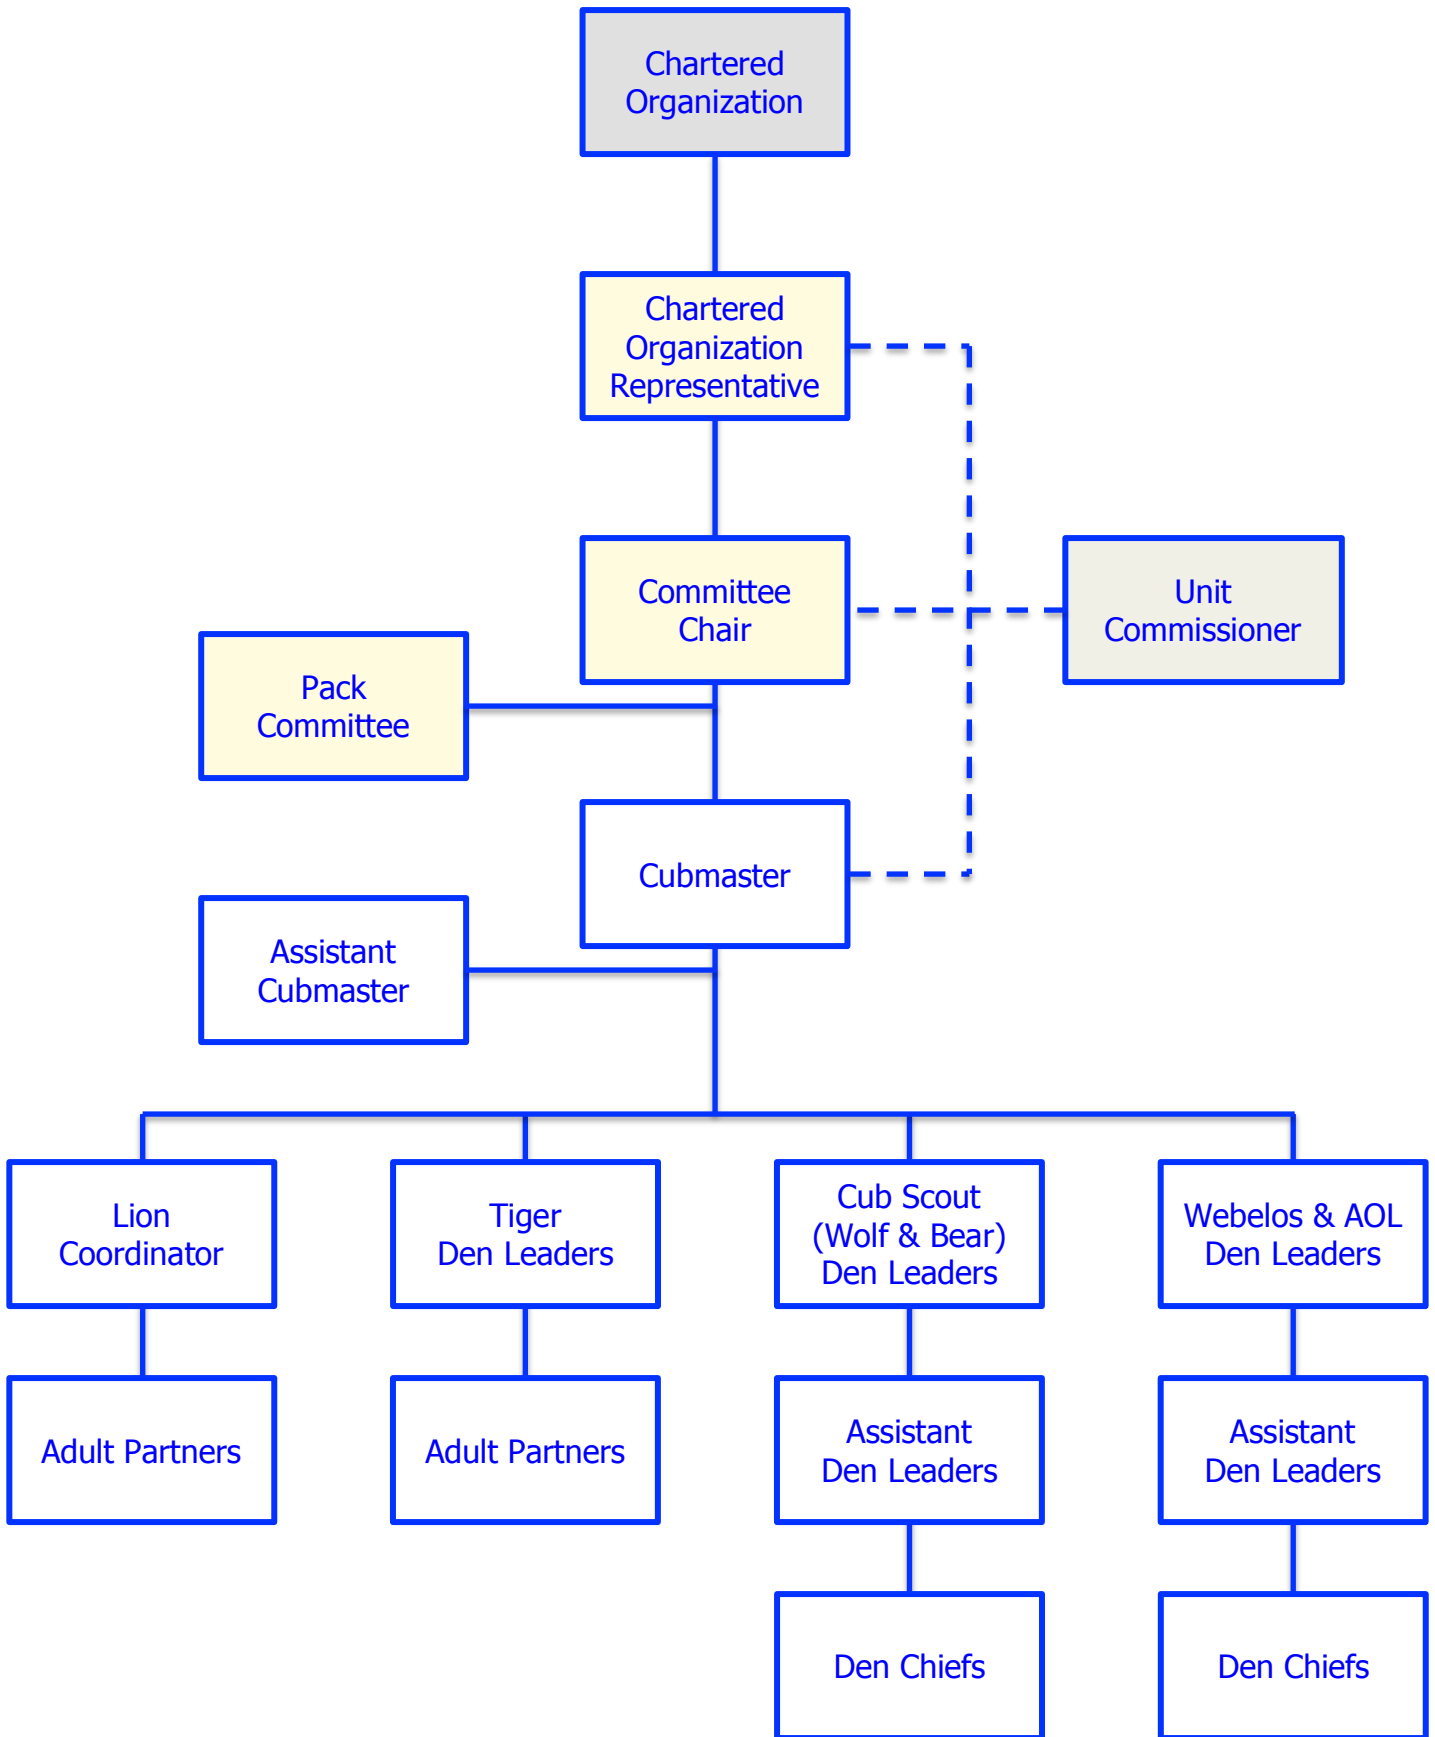 Chartered
Organization
Chartered
Organization
Representative
Committee
Chair
Unit
Commissioner
Pack
Committee
Cubmaster
Assistant
Cubmaster
Lion
Coordinator
Tiger
Den Leaders
Cub Scout
(Wolf & Bear)
Den Leaders
Webelos & AOL
Den Leaders
Adult Partners
Adult Partners
Assistant
Den Leaders
Assistant
Den Leaders
Den Chiefs
Den Chiefs